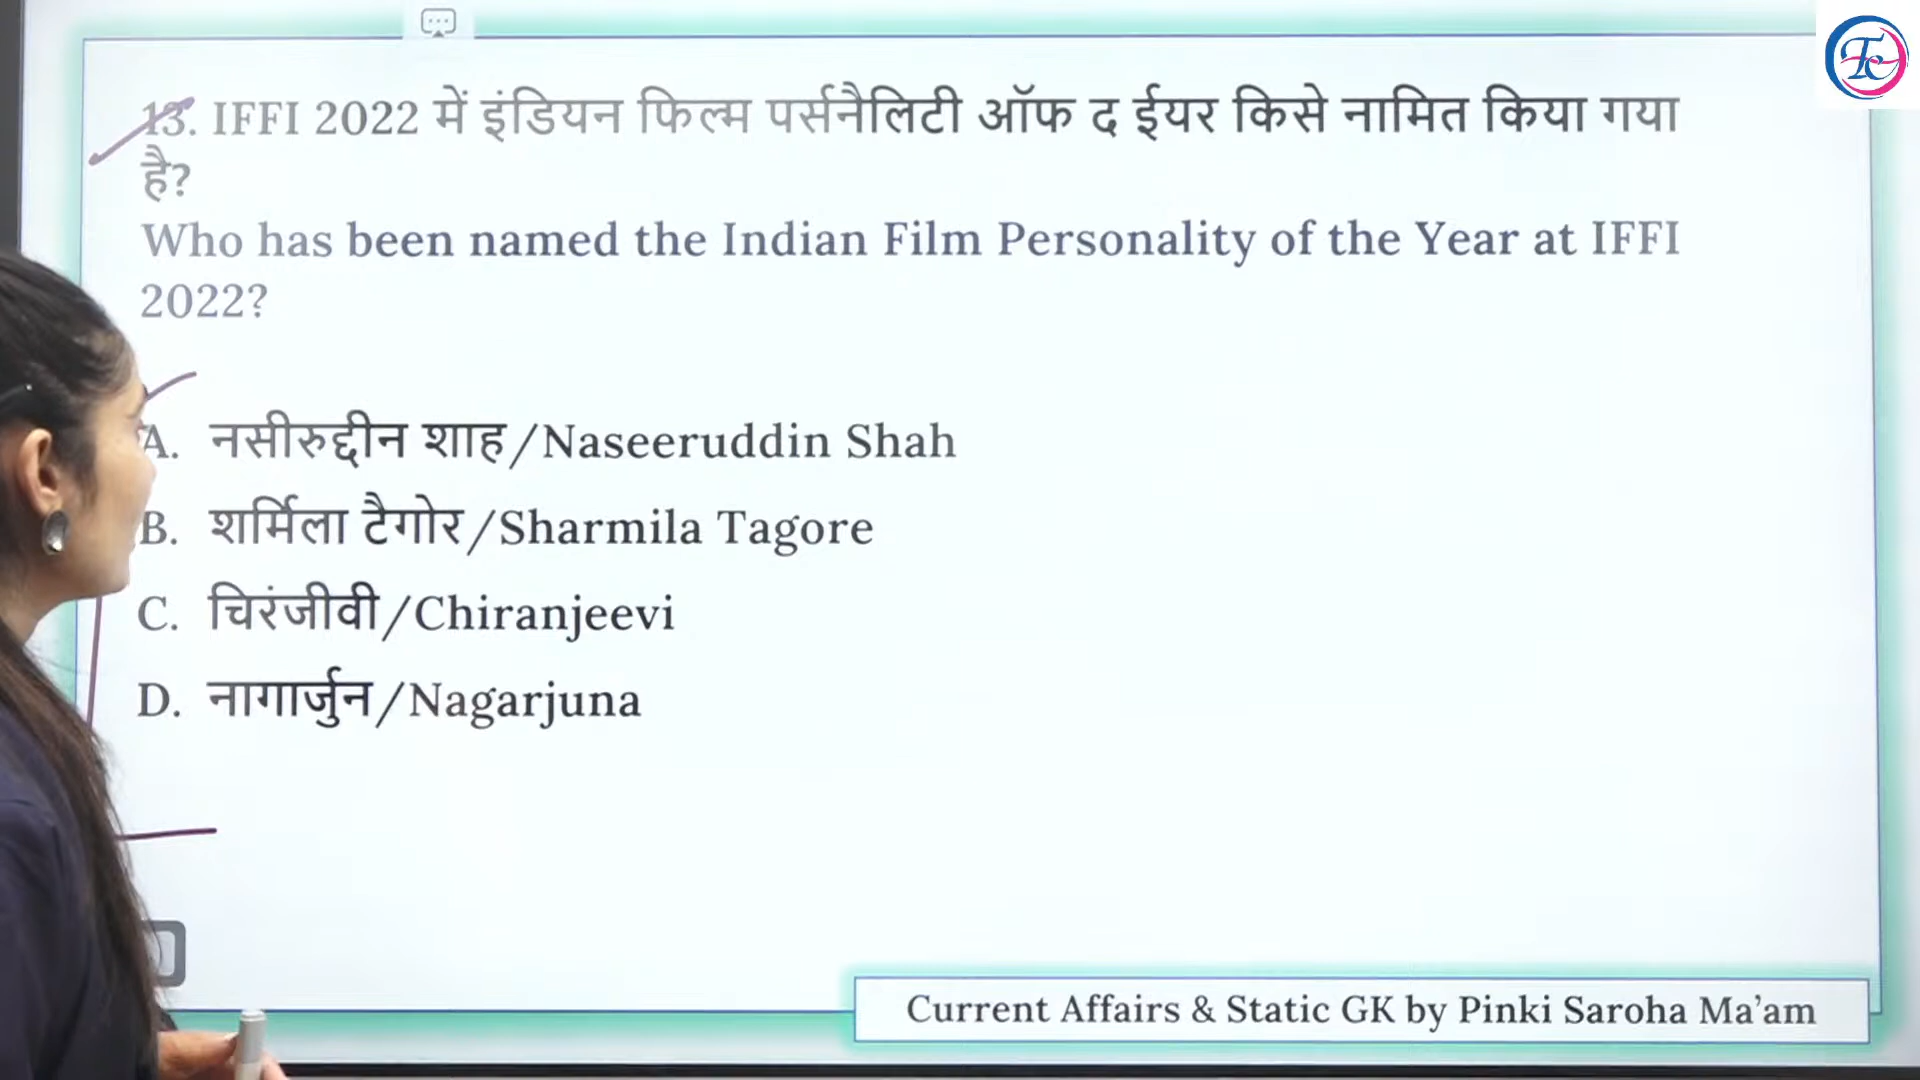 13. IFFI 2022 में इंडियन फिल्म पर्सनैलिटी ऑफ द ईयर किसे नामित किया गया
है?
Who has been named the Indian Film Personality of the Year at IFFI
2022?
A. नसीरुद्दीन शाह/Naseeruddin Shah
B. शर्मिला टैगोर/Sharmila Tagore
C. चिरंजीवी/Chiranjeevi
D. नागार्जुन/Nagarjuna
Current Affairs & Static GK by Pinki Saroha Ma’am